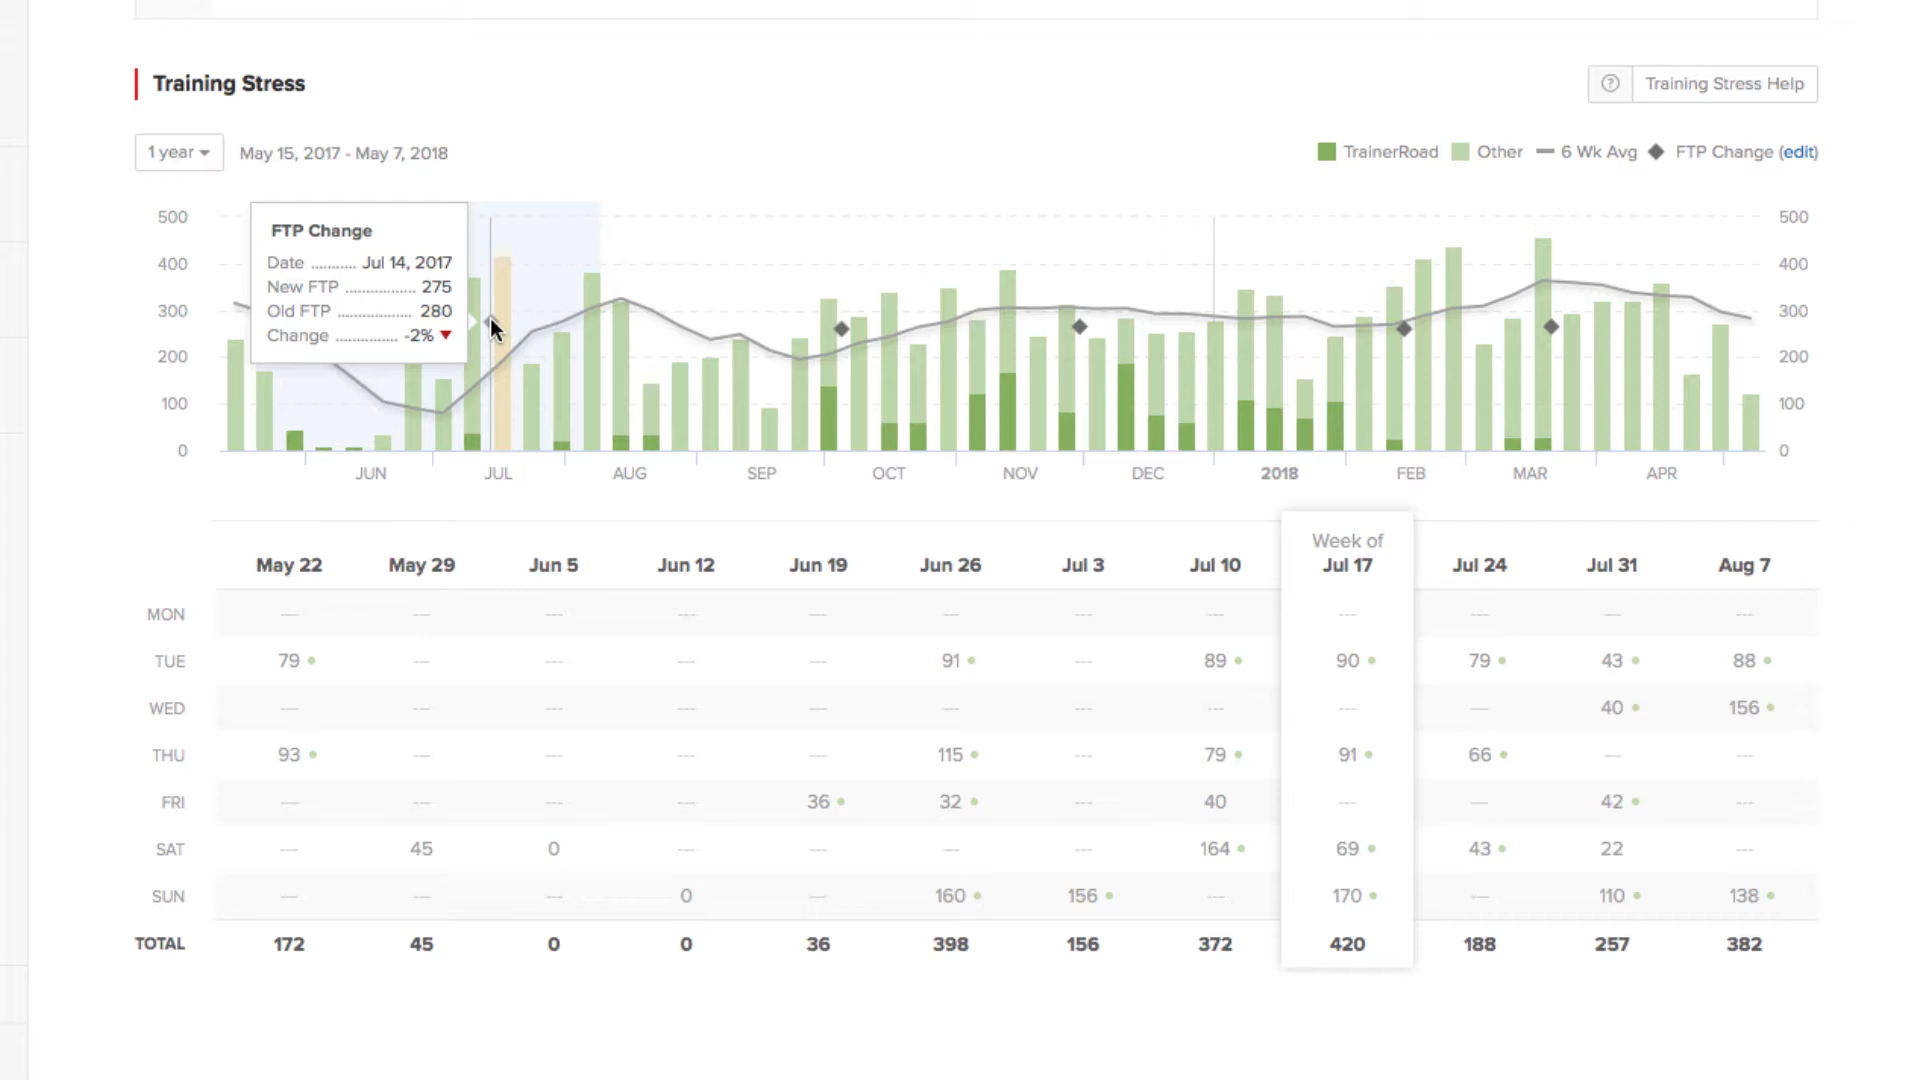 Training Stress
? Training Stress Help
1 year May 15, 2017 - May 7, 2018
TrainerRoad Other 6 Wk Avg FTP Change (edit)
500 500
400 400
300 300
200 200
100 100
0 0
FTP Change
Date ........... Jul 14, 2017
New FTP ................. 275
Old FTP .................. 280
Change ............... -2%
JUN JUL AUG SEP OCT NOV DEC 2018 FEB MAR APR
Week of
May 22 May 29 Jun 5 Jun 12 Jun 19 Jun 26 Jul 3 Jul 10 Jul 17 Jul 24 Jul 31 Aug 7
MON --- --- --- --- --- --- --- --- --- --- --- ---
TUE 79 --- --- --- --- 91 --- 89 90 79 43 88
WED --- --- --- --- --- --- --- --- --- --- 40 156
THU 93 --- --- --- --- 115 --- 79 91 66 --- ---
FRI --- --- --- --- 36 32 --- 40 --- --- 42 ---
SAT --- 45 0 --- --- --- --- 164 69 43 22 ---
SUN --- --- --- 0 --- 160 156 --- 170 --- 110 138
TOTAL 172 45 0 0 36 398 156 372 420 188 257 382